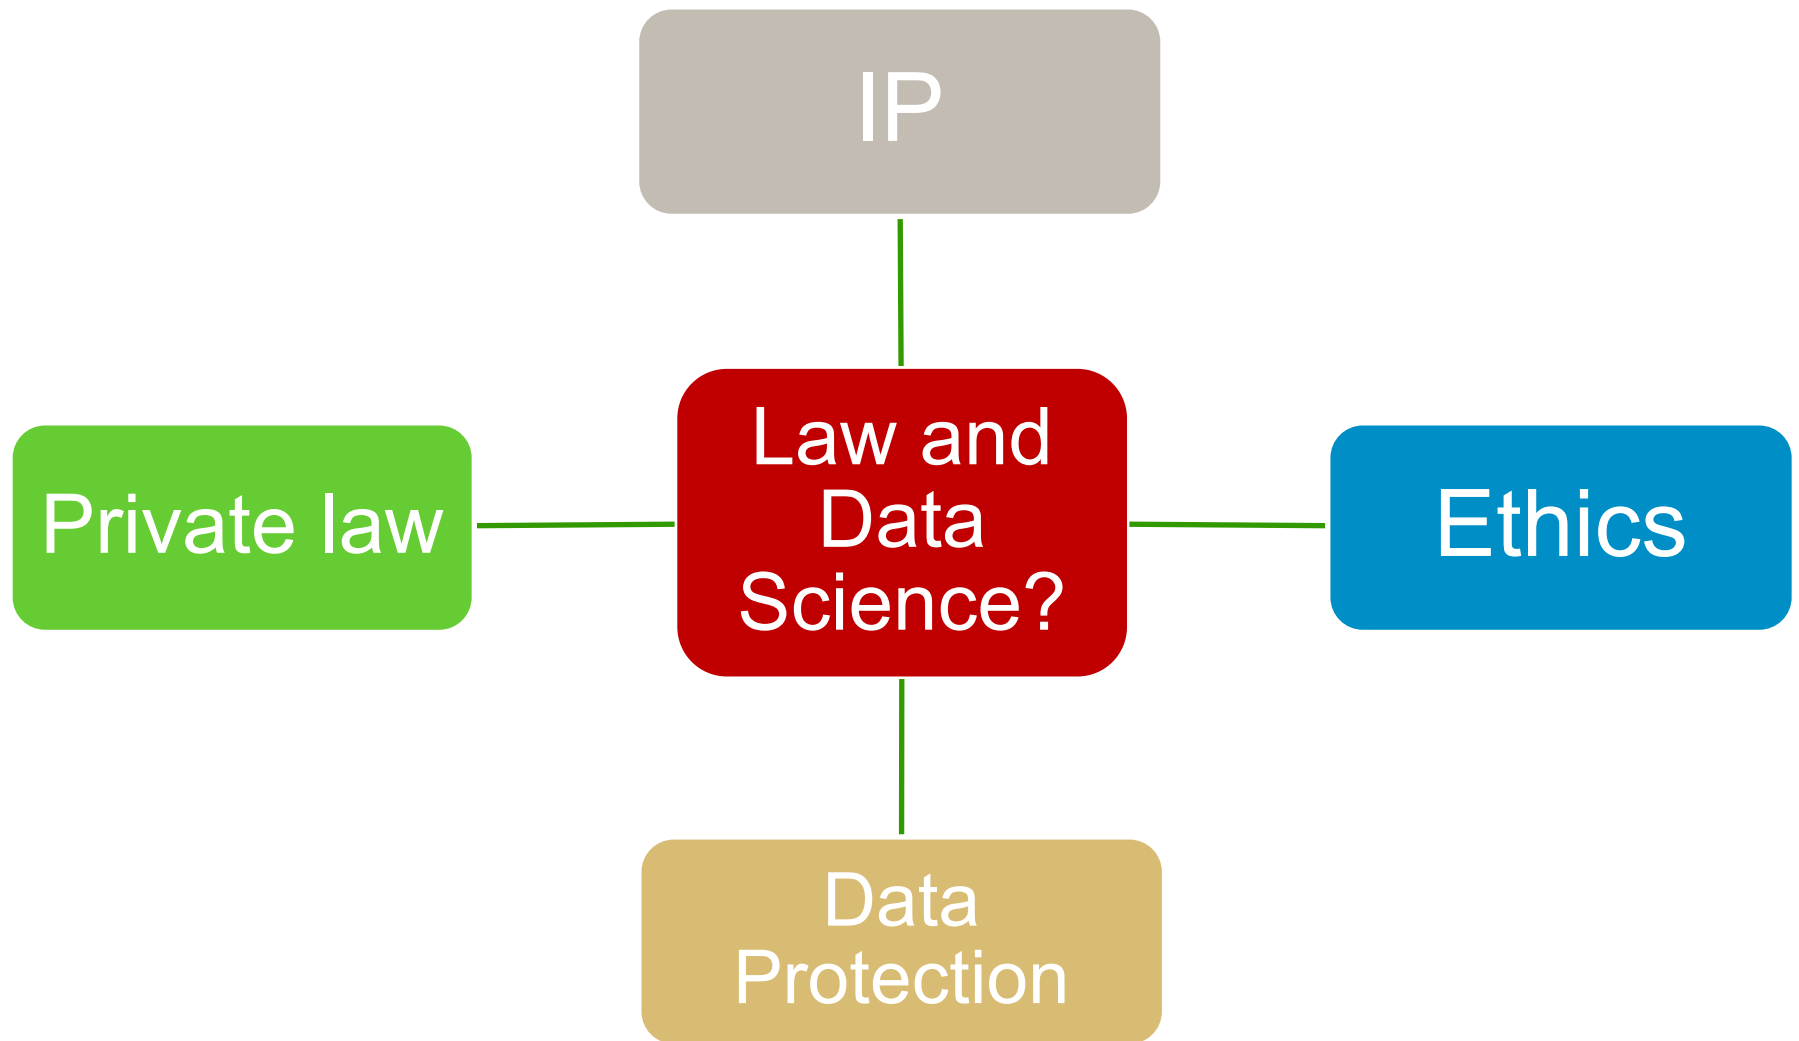 IP
Law and
Data
Science?
Private law
Ethics
Data
Protection